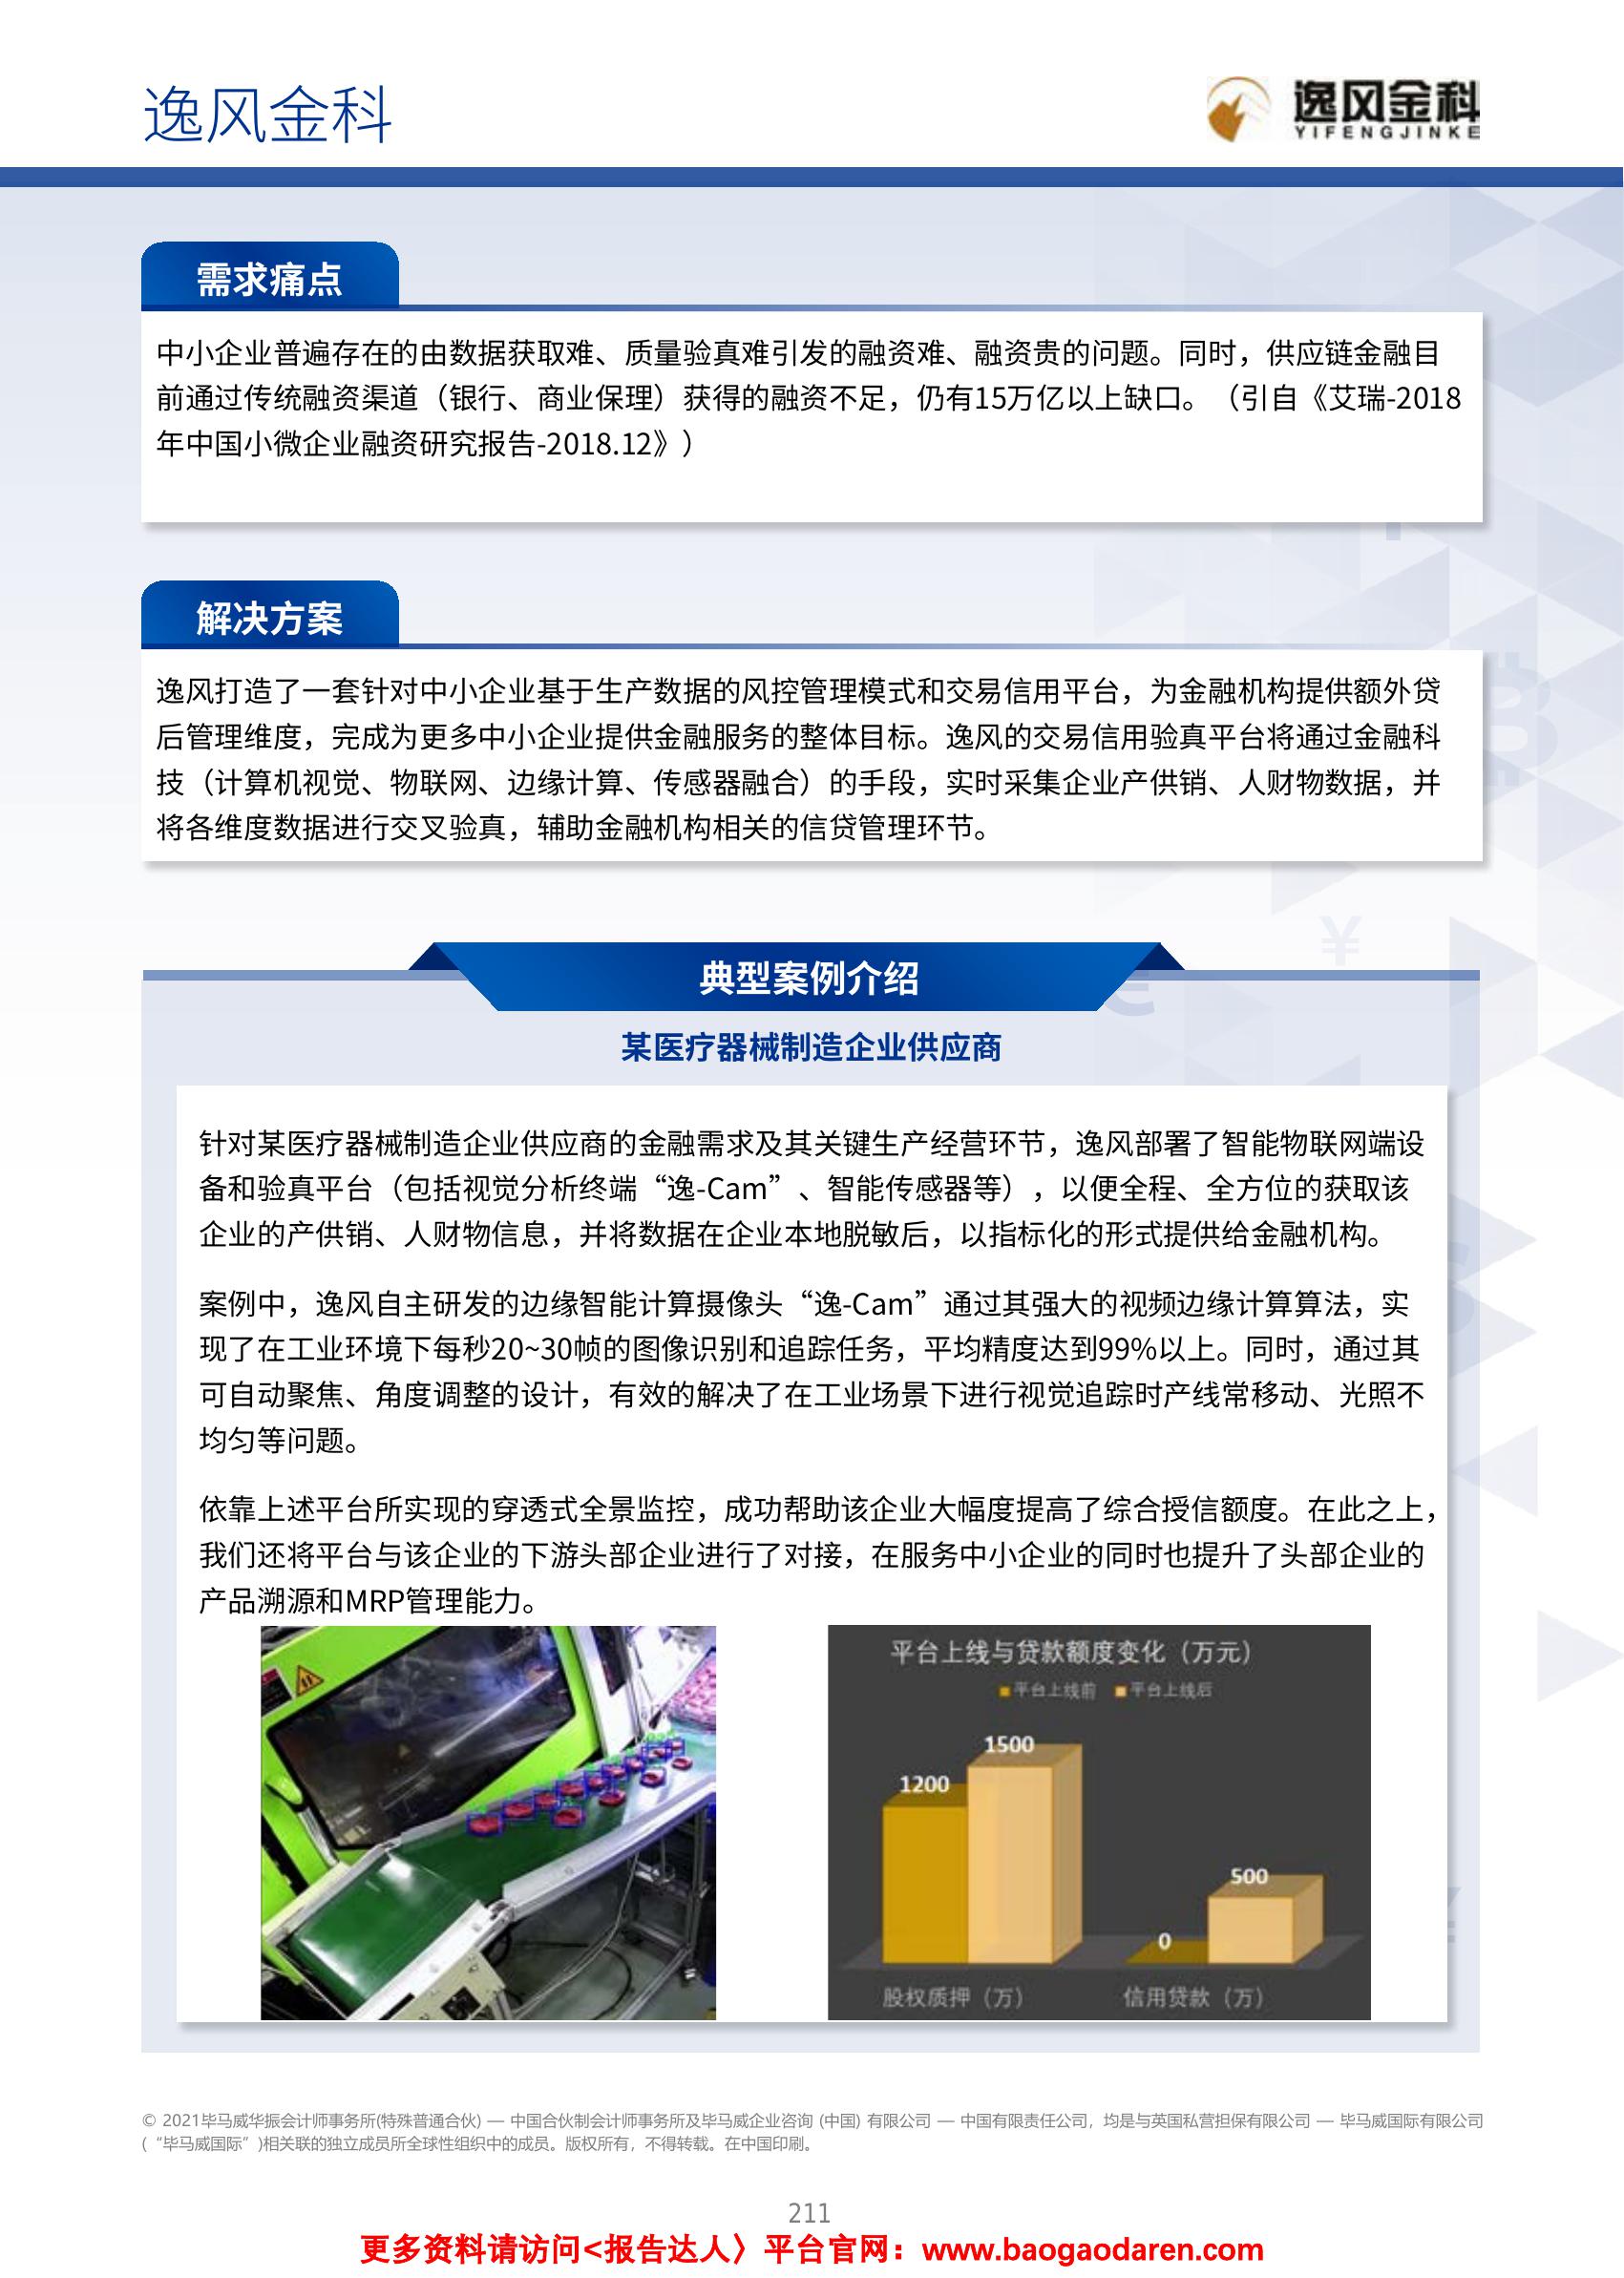 逸风金科
逸风金科
YIFENGJINKE
需求痛点
中小企业普遍存在的由数据获取难、质量验真难引发的融资难、融资贵的问题。同时，供应链金融目
前通过传统融资渠道（银行、商业保理）获得的融资不足，仍有15万亿以上缺口。（引自《艾瑞-2018
年中国小微企业融资研究报告-2018.12》）
解决方案
逸风打造了一套针对中小企业基于生产数据的风控管理模式和交易信用平台，为金融机构提供额外贷
后管理维度，完成为更多中小企业提供金融服务的整体目标。逸风的交易信用验真平台将通过金融科
技（计算机视觉、物联网、边缘计算、传感器融合）的手段，实时采集企业产供销、人财物数据，并
将各维度数据进行交叉验真，辅助金融机构相关的信贷管理环节。
典型案例介绍
某医疗器械制造企业供应商
针对某医疗器械制造企业供应商的金融需求及其关键生产经营环节，逸风部署了智能物联网端设
备和验真平台（包括视觉分析终端“逸-Cam”、智能传感器等），以便全程、全方位的获取该
企业的产供销、人财物信息，并将数据在企业本地脱敏后，以指标化的形式提供给金融机构。
案例中，逸风自主研发的边缘智能计算摄像头“逸-Cam”通过其强大的视频边缘计算算法，实
现了在工业环境下每秒20~30帧的图像识别和追踪任务，平均精度达到99%以上。同时，通过其
可自动聚焦、角度调整的设计，有效的解决了在工业场景下进行视觉追踪时产线常移动、光照不
均匀等问题。
依靠上述平台所实现的穿透式全景监控，成功帮助该企业大幅度提高了综合授信额度。在此之上，
我们还将平台与该企业的下游头部企业进行了对接，在服务中小企业的同时也提升了头部企业的
产品溯源和MRP管理能力。
平台上线与贷款额度变化（万元）
平台上线前 平台上线后
1500
1200
500
0
股权质押（万） 信用贷款（万）
© 2021毕马威华振会计师事务所(特殊普通合伙) — 中国合伙制会计师事务所及毕马威企业咨询 (中国) 有限公司 — 中国有限责任公司，均是与英国私营担保有限公司 — 毕马威国际有限公司
(“毕马威国际”)相关联的独立成员所全球性组织中的成员。版权所有，不得转载。在中国印刷。
211
更多资料请访问<报告达人〉平台官网：www.baogaodaren.com